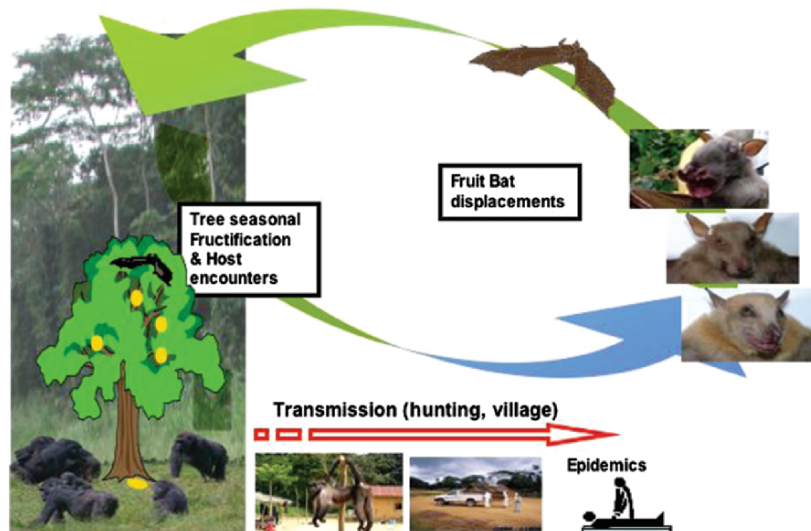 Fruit Bat
displacements
Tree seasonal
Fructification
& Host
encounters
Transmission (hunting, village)
Epidemics